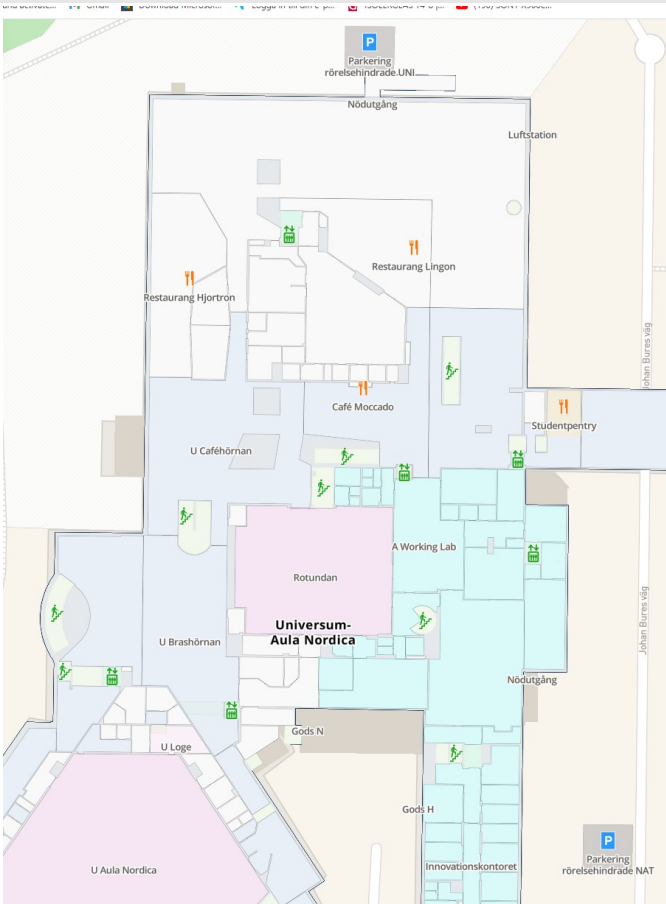 Gmail
P
Parkering
rörelsehindrade UNI
Nödutgång
Luftstation
Restaurang Lingon
Restaurang Hjortron
Johan Bures väg
Café Moccado
Studentpentry
U Caféhörnan
A Working Lab
Rotundan
Universum-
Aula Nordica
U Brashörnan
Johan Bures väg
Nödutgång
Gods N
U Loge
Gods H
P
Parkering
rörelsehindrade NAT
U Aula Nordica
Innovationskontoret